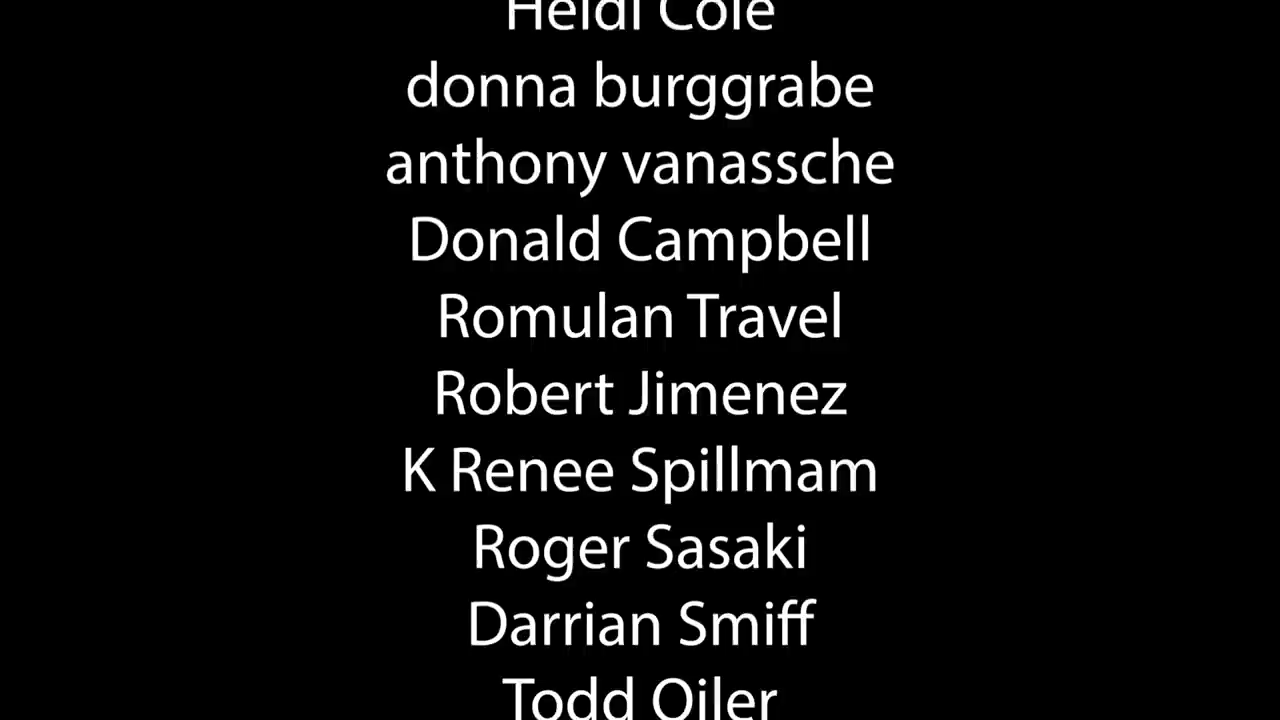 Heidi Cole
donna burggrabe
anthony vanassche
Donald Campbell
Romulan Travel
Robert Jimenez
K Renee Spillmam
Roger Sasaki
Darrian Smiff
Todd Oiler